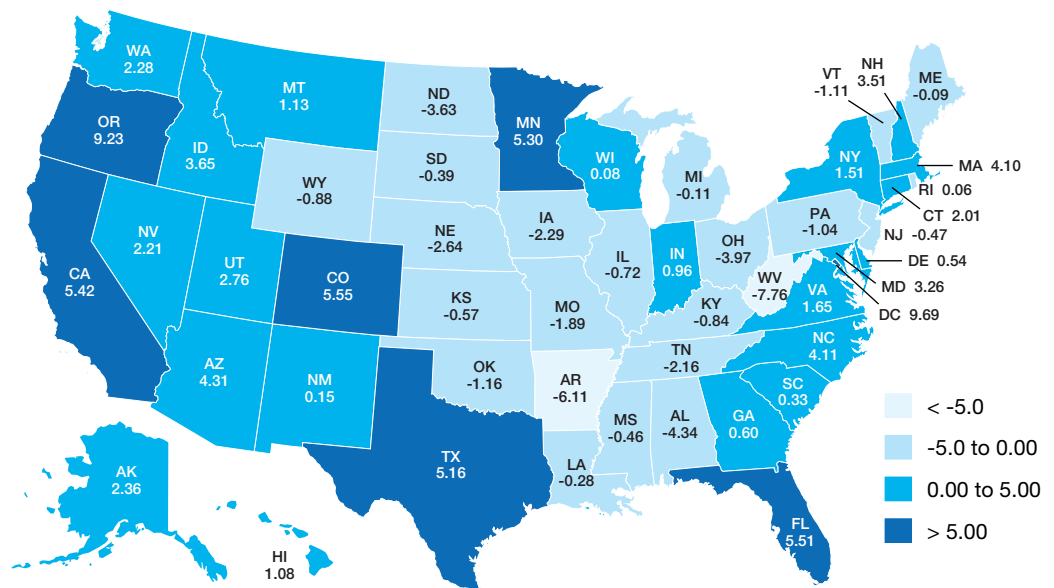 WA
2.28
MT
1.13
ND
-3.63
MN
5.30
VT
-1.11
NH
3.51
ME
-0.09
OR
9.23
ID
3.65
WY
-0.88
SD
-0.39
WI
0.08
MI
-0.11
NY
1.51
MA 4.10
RI 0.06
CT 2.01
NJ -0.47
PA
-1.04
DE 0.54
MD 3.26
DC 9.69
NV
2.21
UT
2.76
CO
5.55
NE
-2.64
IA
-2.29
IL
-0.72
IN
0.96
OH
-3.97
WV
-7.76
VA
1.65
CA
5.42
KS
-0.57
MO
-1.89
KY
-0.84
NC
4.11
TN
-2.16
AZ
4.31
NM
0.15
OK
-1.16
AR
-6.11
SC
0.33
MS
-0.46
AL
-4.34
GA
0.60
TX
5.16
LA
-0.28
FL
5.51
AK
2.36
HI
1.08
< -5.0
-5.0 to 0.00
0.00 to 5.00
> 5.00